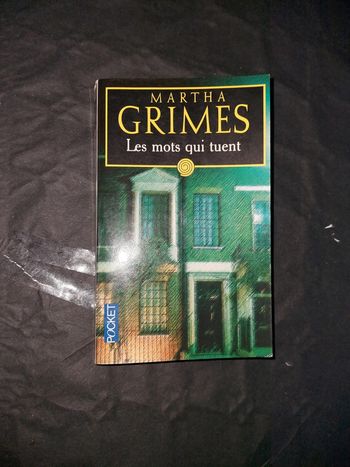 MARTHA
GRIMES
Les mots qui tuent
POCKET